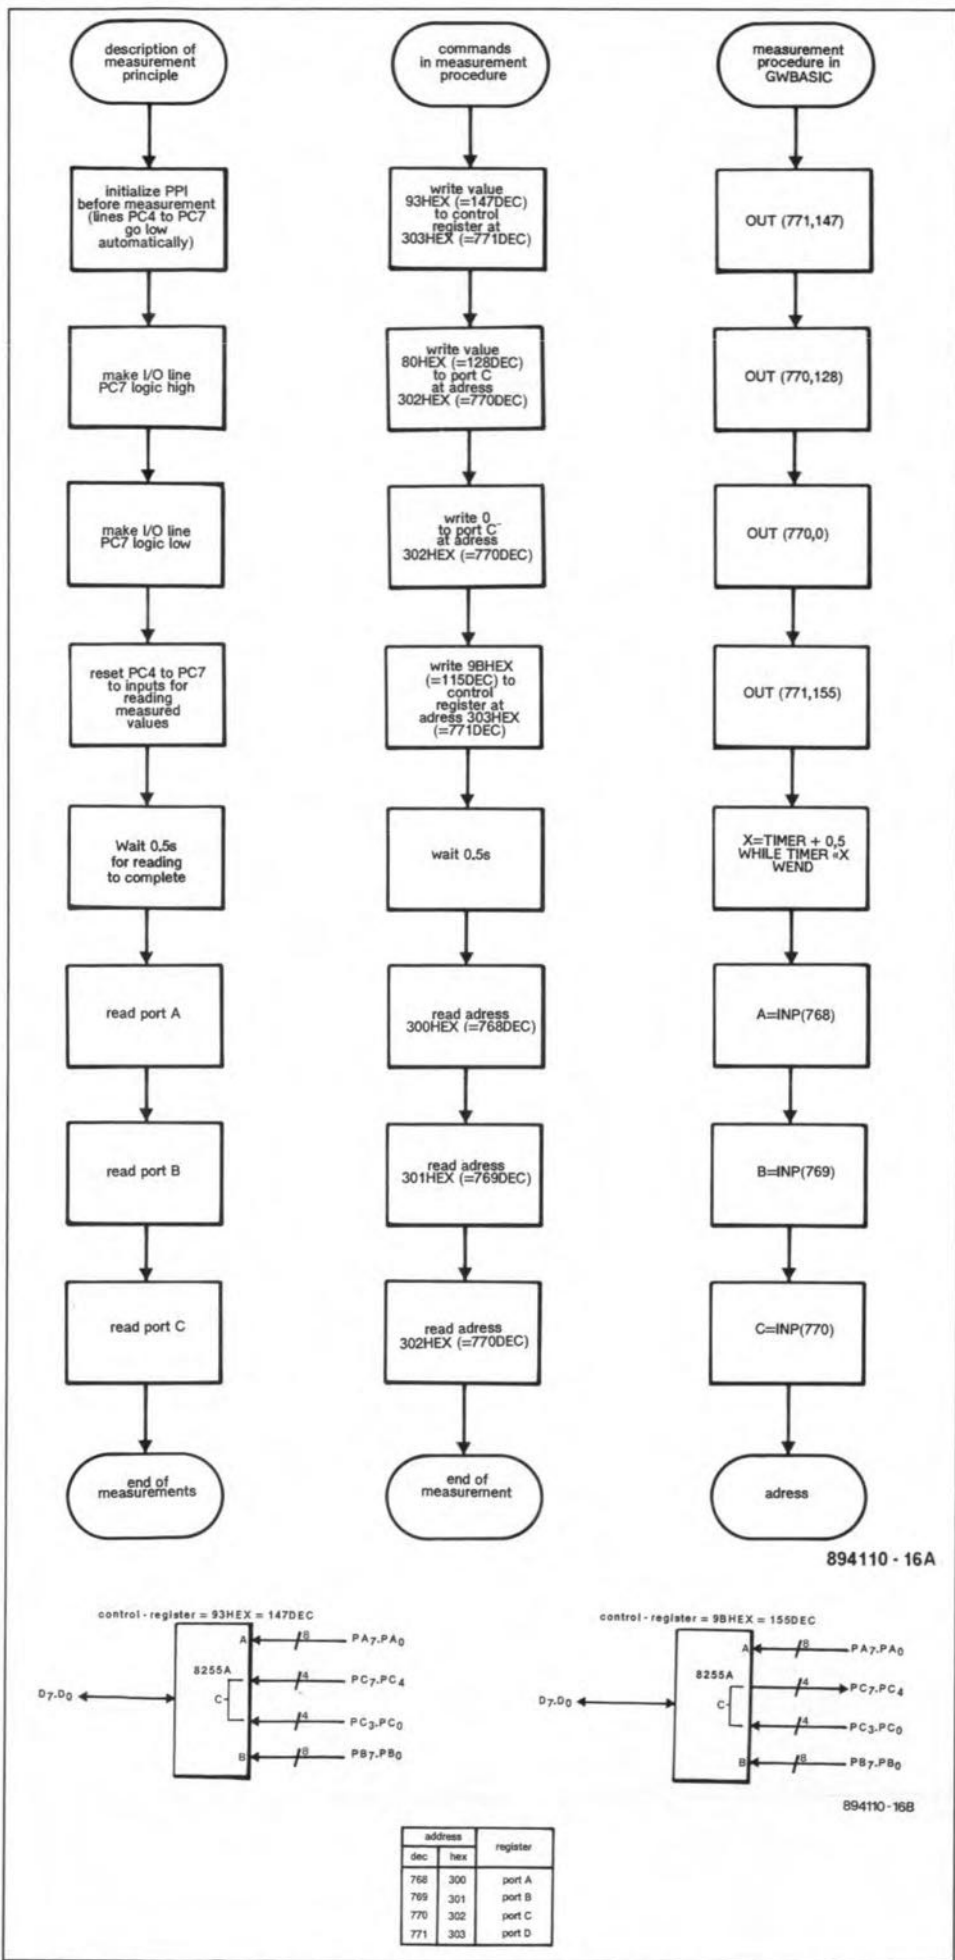 description of
measurement
principle
initialize PPI
before measurement
(lines PC4 to PC7
go low
automatically)
make I/O line
PC7 logic high
make I/O line
PC7 logic low
reset PC4 to PC7
to inputs for
reading
measured
values
Wait 0.5s
for reading
to complete
read port A
read port B
read port C
end of
measurements
commands
in measurement
procedure
write value
93HEX (=147DEC)
to control
register at
303HEX (=771DEC)
write value
80HEX (=128DEC)
to port C
at adress
302HEX (=770DEC)
write 0
to port C
at adress
302HEX (=770DEC)
write 9BHEX
(=115DEC) to
control
register at
adress 303HEX
(=771DEC)
wait 0.5s
read adress
300HEX (=768DEC)
read adress
301HEX (=769DEC)
read adress
302HEX (=770DEC)
end of
measurement
measurement
procedure in
GWBASIC
OUT (771,147)
OUT (770,128)
OUT (770,0)
OUT (771,155)
X=TIMER + 0,5
WHILE TIMER «X
WEND
A=INP(768)
B=INP(769)
C=INP(770)
adress
894110 - 16A
control - register = 93HEX = 147DEC
A 8 PA7-PA0
8255A
4 PC7-PC4
D7-D0
C
4 PC3-PC0
B 8 PB7-PB0
control - register = 9BHEX = 155DEC
A 8 PA7-PA0
8255A
4 PC7-PC4
D7-D0
C
4 PC3-PC0
B 8 PB7-PB0
894110-16B
address register
dec hex
768 300 port A
769 301 port B
770 302 port C
771 303 port D